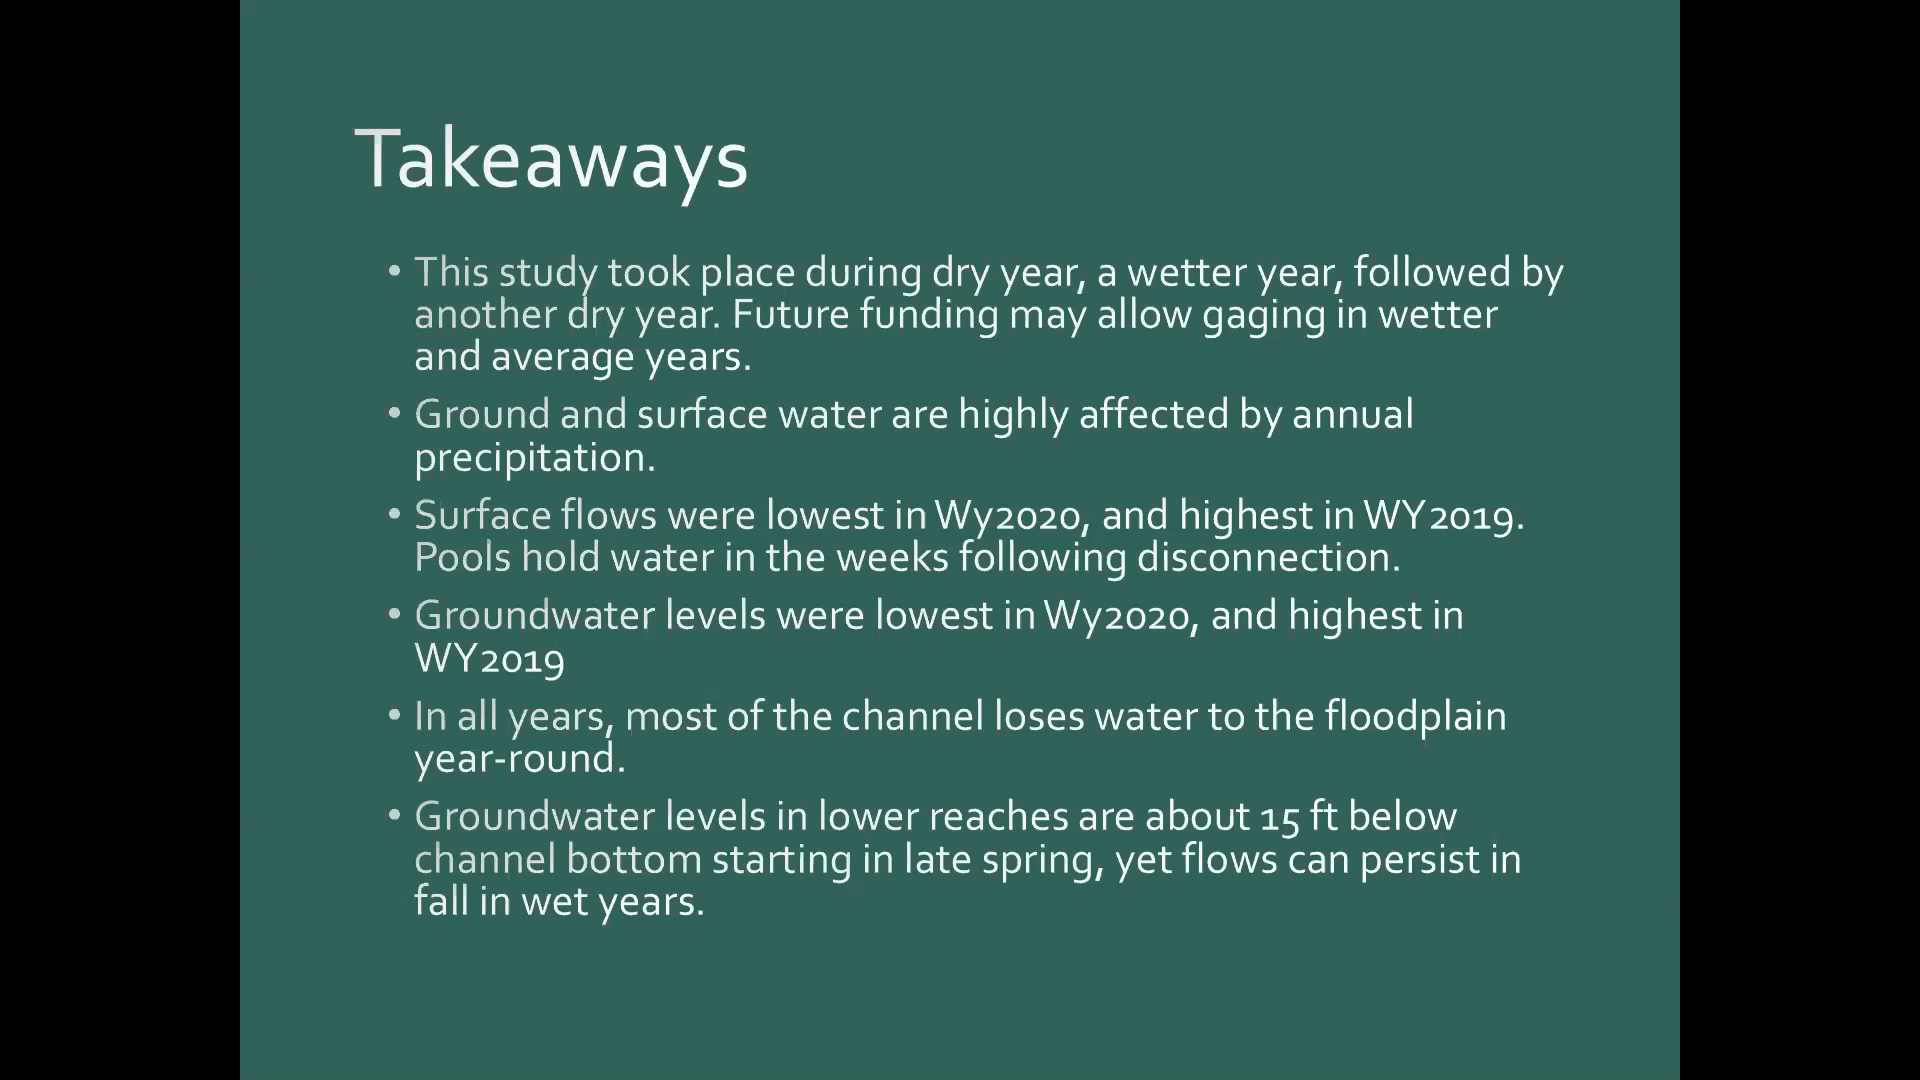 Takeaways
• This study took place during dry year, a wetter year, followed by
another dry year. Future funding may allow gaging in wetter
and average years.
• Ground and surface water are highly affected by annual
precipitation.
• Surface flows were lowest in Wy2020, and highest in WY2019.
Pools hold water in the weeks following disconnection.
• Groundwater levels were lowest in Wy2020, and highest in
WY2019
• In all years, most of the channel loses water to the floodplain
year-round.
• Groundwater levels in lower reaches are about 15 ft below
channel bottom starting in late spring, yet flows can persist in
fall in wet years.